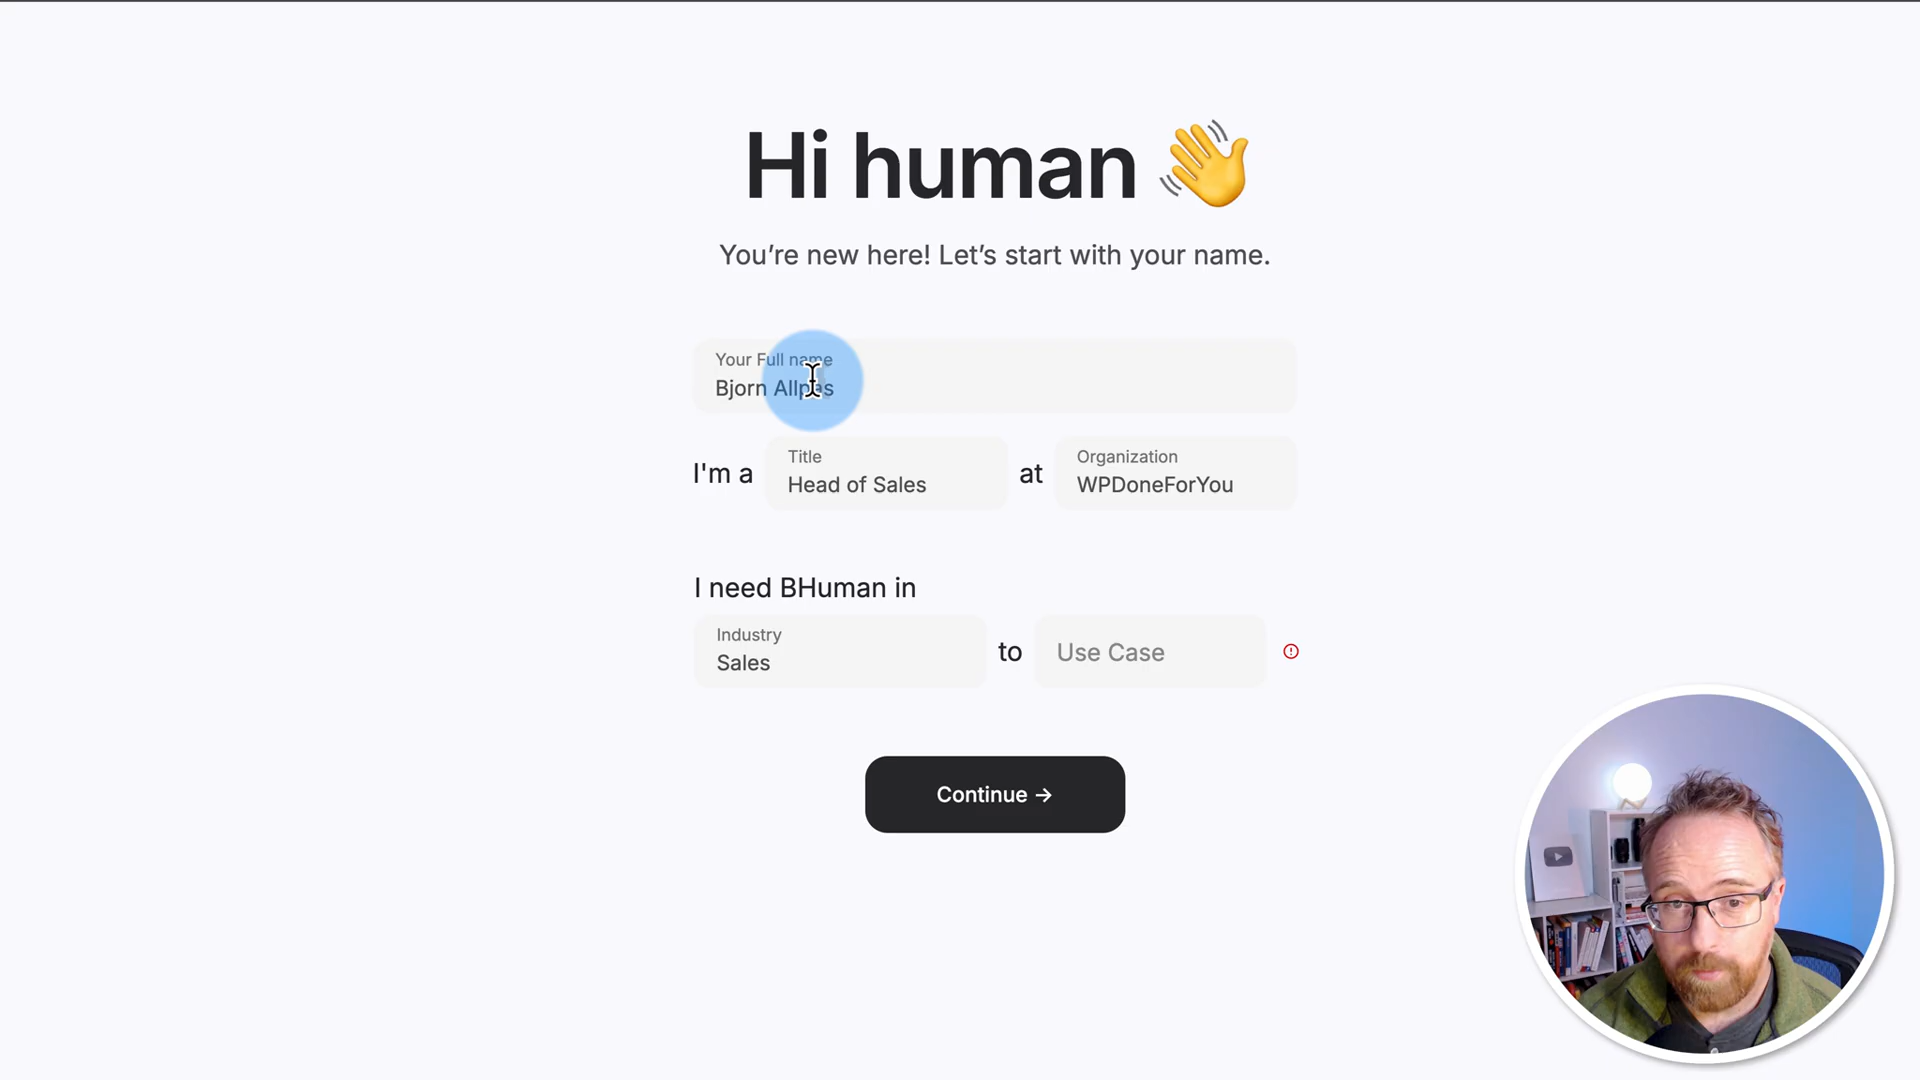 Hi human 👋
You're new here! Let's start with your name.
Your Full name
Bjorn Allpas
I'm a
Title
Head of Sales
at
Organization
WPDoneForYou
I need BHuman in
Industry
Sales
to
Use Case
Continue →